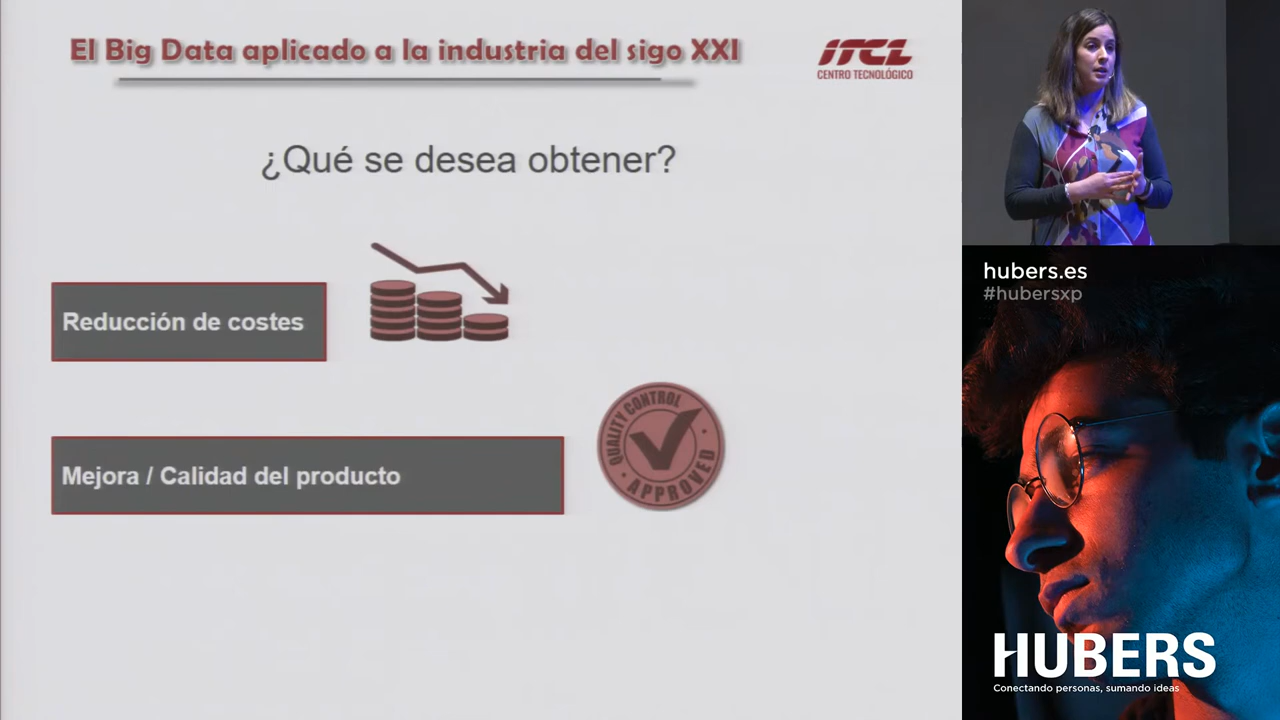 El Big Data aplicado a la industria del sigo XXI
iTCL
CENTRO TECNOLÓGICO
¿Qué se desea obtener?
Reducción de costes
Mejora / Calidad del producto
QUALITY CONTROL
APPROVED
hubers.es
#hubersxp
HUBERS
Conectando personas, sumando ideas